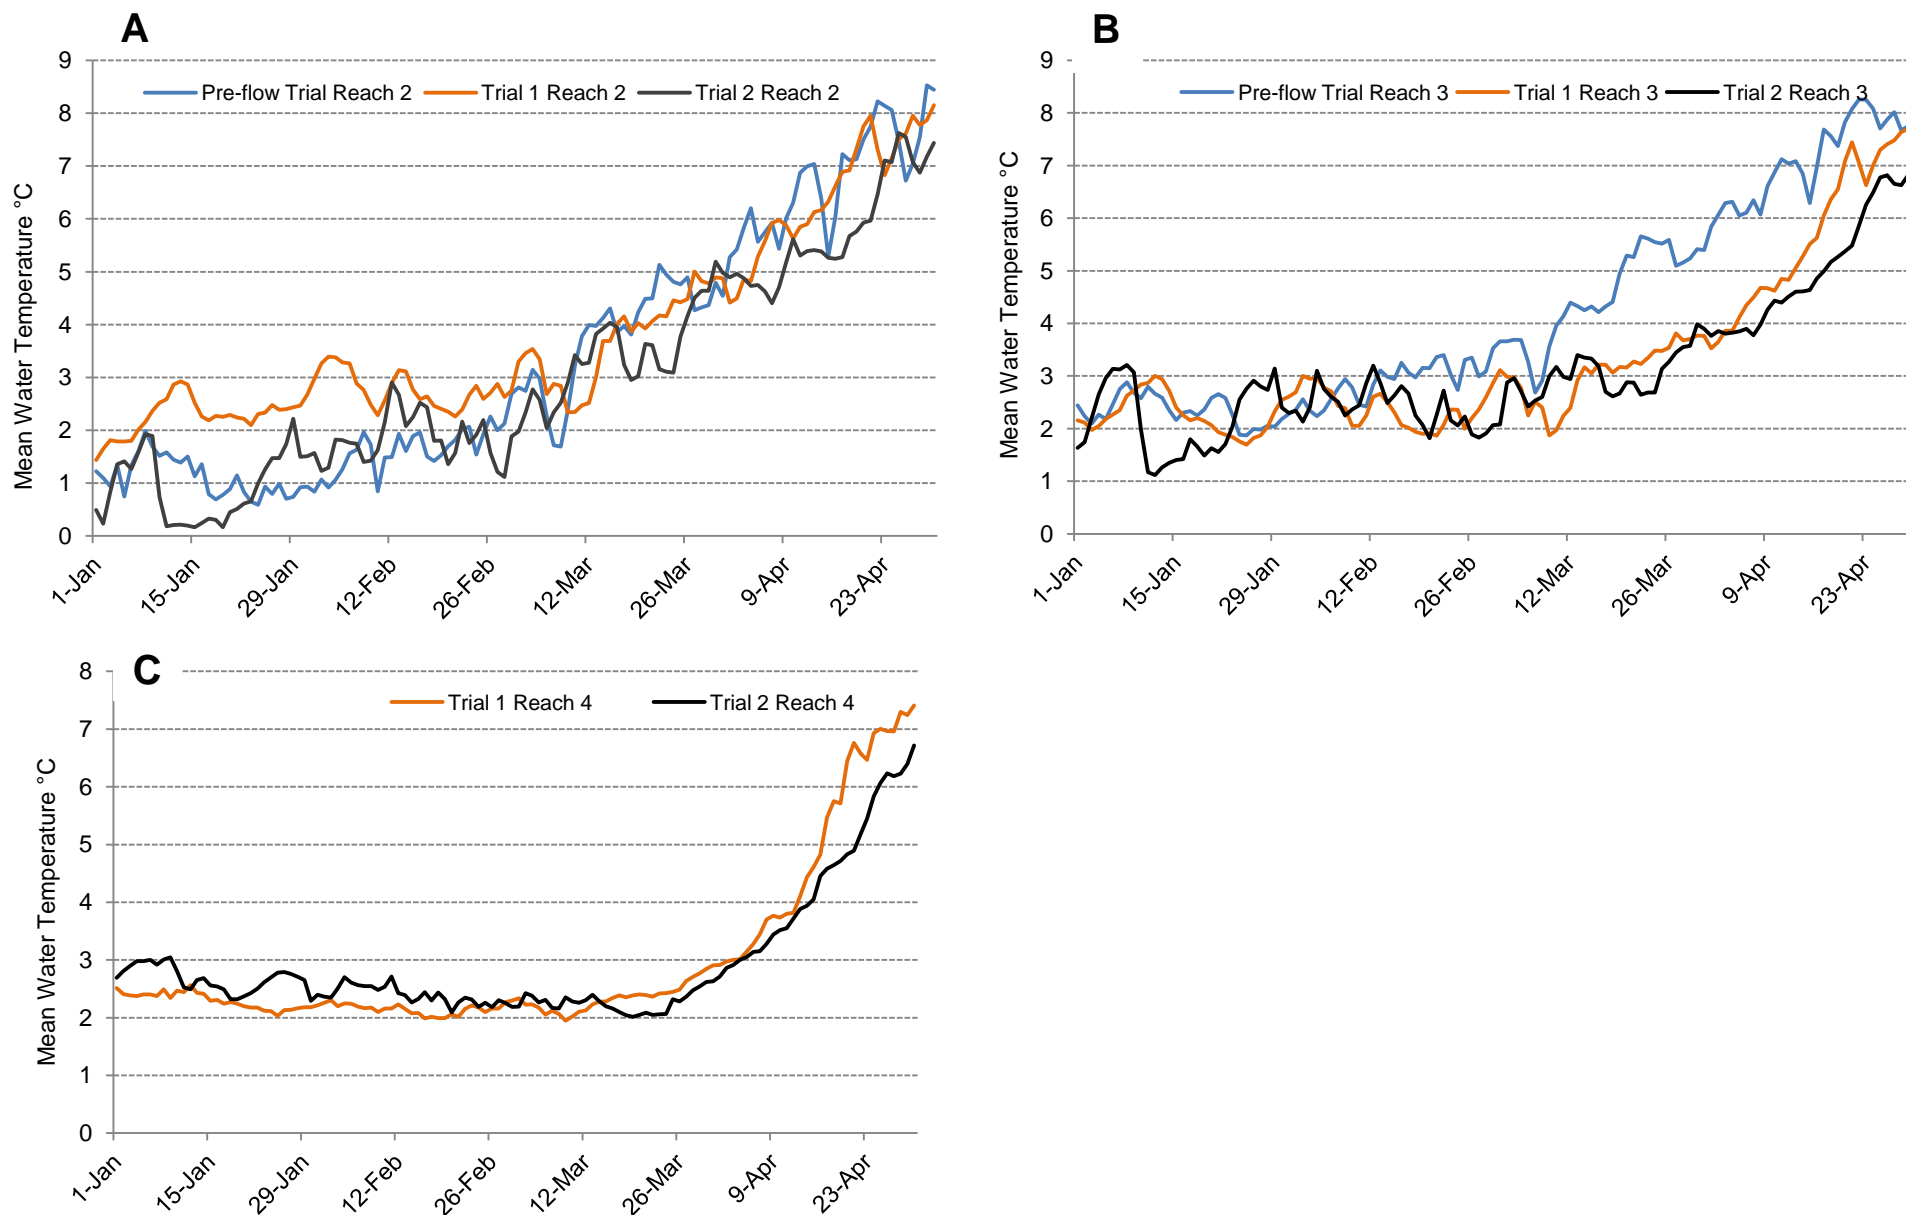 A
Mean Water Temperature °C
9
8
7
6
5
4
3
2
1
0
Pre-flow Trial Reach 2 Trial 1 Reach 2 Trial 2 Reach 2
1-Jan 15-Jan 29-Jan 12-Feb 26-Feb 12-Mar 26-Mar 9-Apr 23-Apr
B
Mean Water Temperature °C
9
8
7
6
5
4
3
2
1
0
Pre-flow Trial Reach 3 Trial 1 Reach 3 Trial 2 Reach 3
1-Jan 15-Jan 29-Jan 12-Feb 26-Feb 12-Mar 26-Mar 9-Apr 23-Apr
C
Mean Water Temperature °C
8
7
6
5
4
3
2
1
0
Trial 1 Reach 4 Trial 2 Reach 4
1-Jan 15-Jan 29-Jan 12-Feb 26-Feb 12-Mar 26-Mar 9-Apr 23-Apr